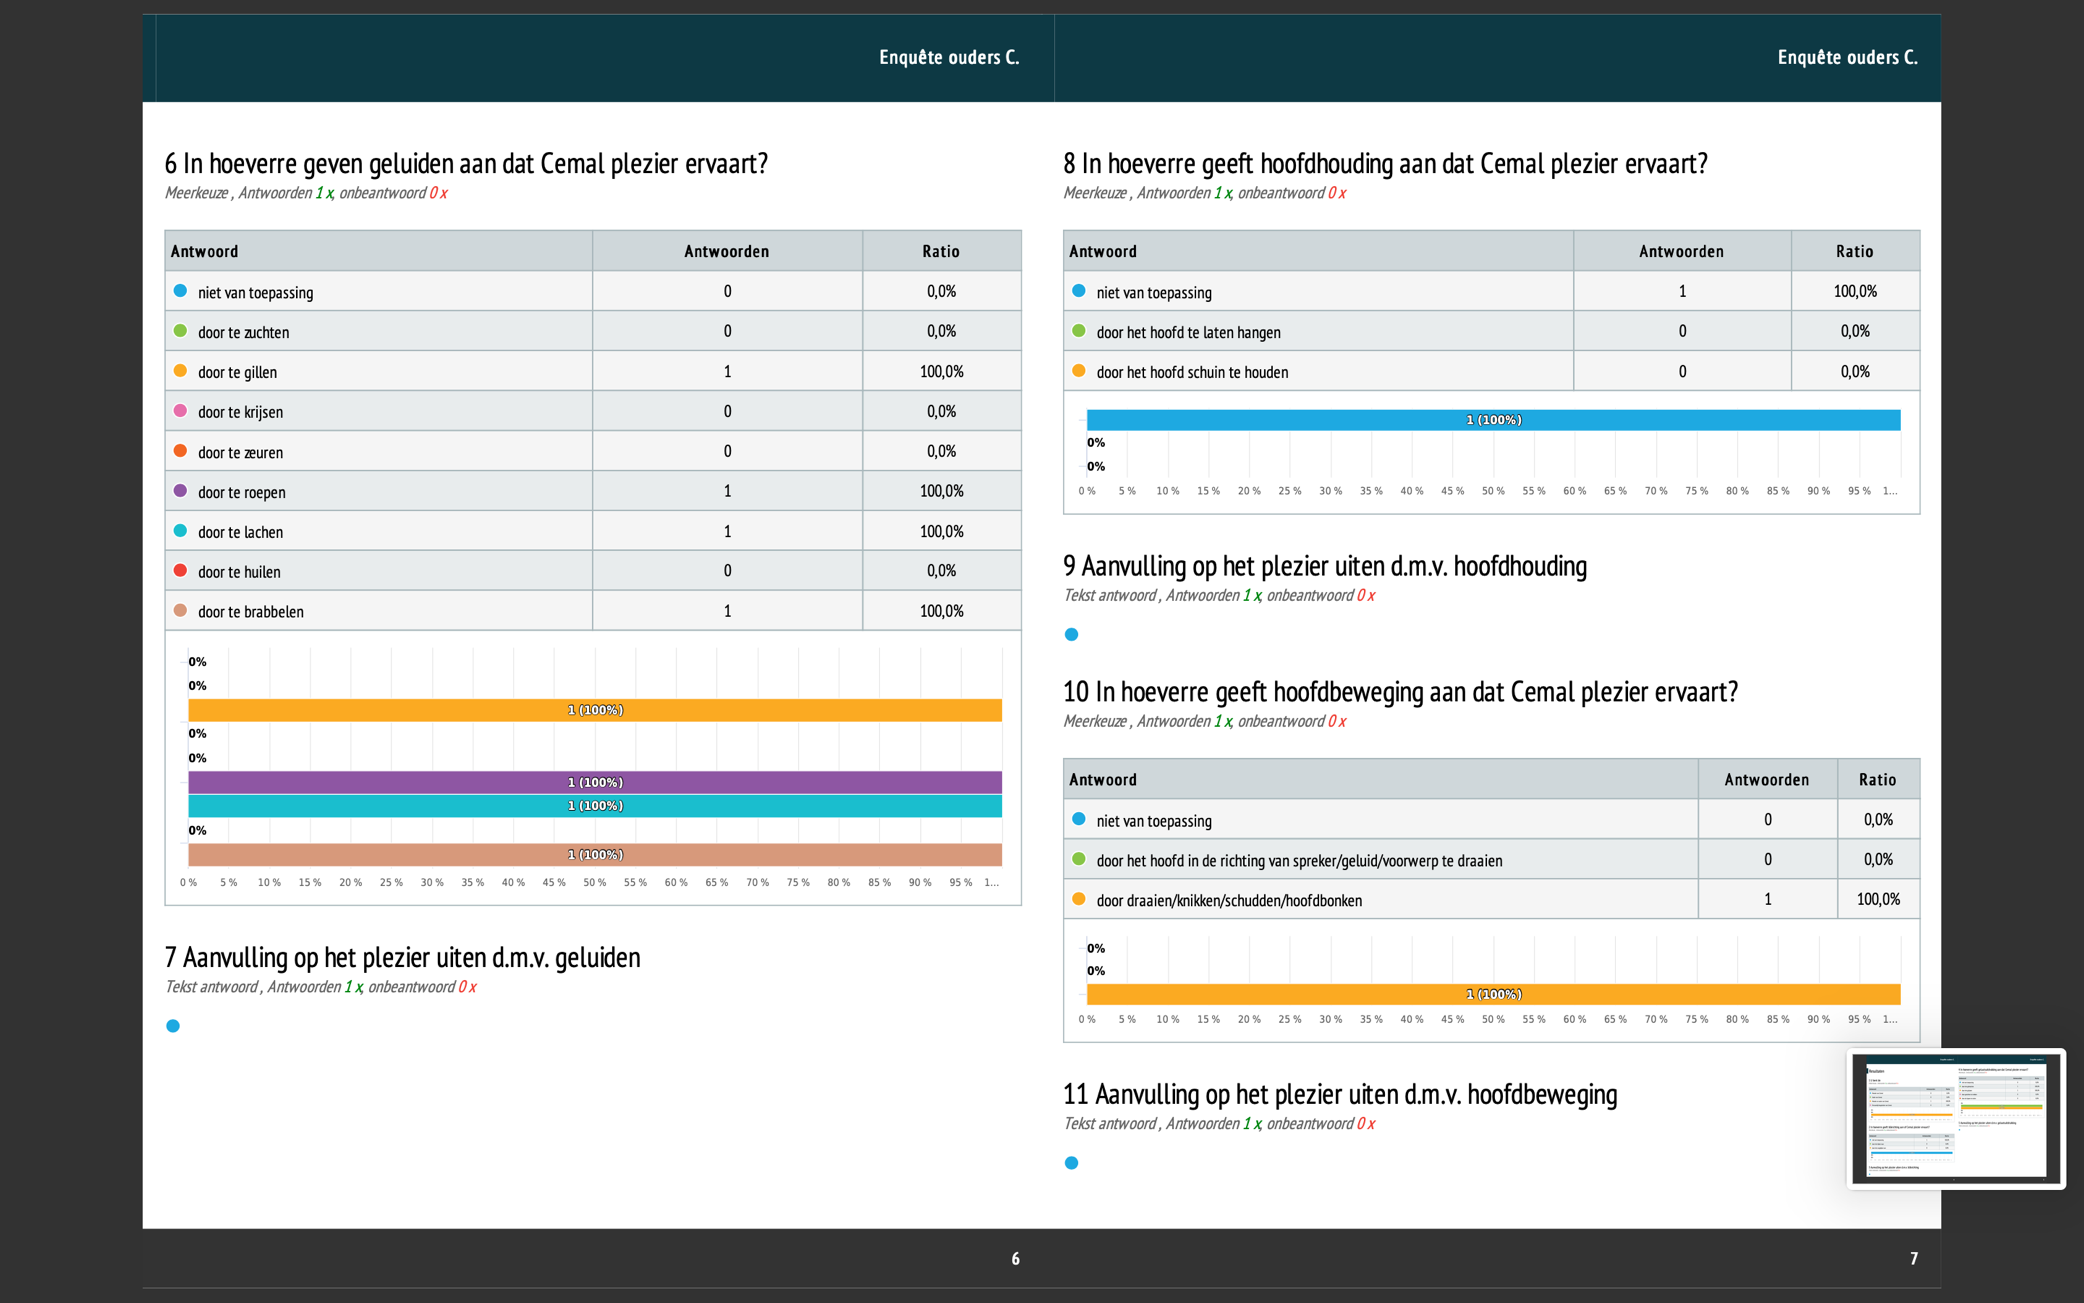 Enquête ouders C.
6 In hoeverre geven geluiden aan dat Cemal plezier ervaart?
Meerkeuze , Antwoorden 1 x, onbeantwoord 0 x
Antwoord Antwoorden Ratio
niet van toepassing 0 0,0%
door te zuchten 0 0,0%
door te gillen 1 100,0%
door te krijsen 0 0,0%
door te zeuren 0 0,0%
door te roepen 1 100,0%
door te lachen 1 100,0%
door te huilen 0 0,0%
door te brabbelen 1 100,0%
0%
0%
1 (100%)
0%
0%
1 (100%)
1 (100%)
0%
1 (100%)
0 % 5 % 10 % 15 % 20 % 25 % 30 % 35 % 40 % 45 % 50 % 55 % 60 % 65 % 70 % 75 % 80 % 85 % 90 % 95 % 1...
7 Aanvulling op het plezier uiten d.m.v. geluiden
Tekst antwoord , Antwoorden 1 x, onbeantwoord 0 x
6
Enquête ouders C.
8 In hoeverre geeft hoofdhouding aan dat Cemal plezier ervaart?
Meerkeuze , Antwoorden 1 x, onbeantwoord 0 x
Antwoord Antwoorden Ratio
niet van toepassing 1 100,0%
door het hoofd te laten hangen 0 0,0%
door het hoofd schuin te houden 0 0,0%
1 (100%)
0%
0%
0 % 5 % 10 % 15 % 20 % 25 % 30 % 35 % 40 % 45 % 50 % 55 % 60 % 65 % 70 % 75 % 80 % 85 % 90 % 95 % 1...
9 Aanvulling op het plezier uiten d.m.v. hoofdhouding
Tekst antwoord , Antwoorden 1 x, onbeantwoord 0 x
10 In hoeverre geeft hoofdbeweging aan dat Cemal plezier ervaart?
Meerkeuze , Antwoorden 1 x, onbeantwoord 0 x
Antwoord Antwoorden Ratio
niet van toepassing 0 0,0%
door het hoofd in de richting van spreker/geluid/voorwerp te draaien 0 0,0%
door draaien/knikken/schudden/hoofdbonken 1 100,0%
0%
0%
1 (100%)
0 % 5 % 10 % 15 % 20 % 25 % 30 % 35 % 40 % 45 % 50 % 55 % 60 % 65 % 70 % 75 % 80 % 85 % 90 % 95 % 1...
11 Aanvulling op het plezier uiten d.m.v. hoofdbeweging
Tekst antwoord , Antwoorden 1 x, onbeantwoord 0 x
7